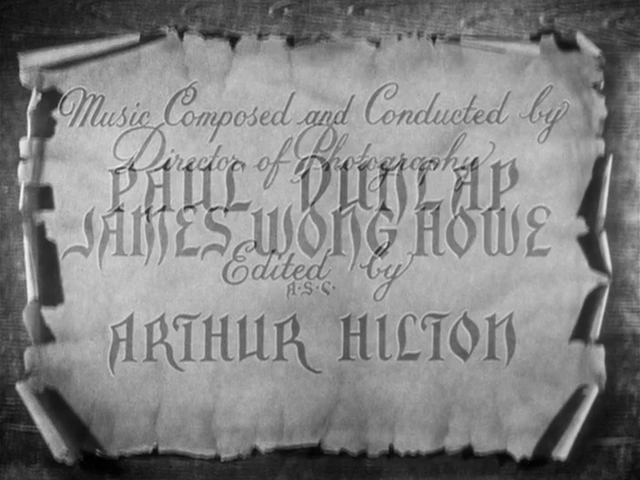 Music Composed and Conducted by
Director of Photography
PAUL DUNLAP
JAMES WONG HOWE
Edited by
A.S.C.
ARTHUR HILTON